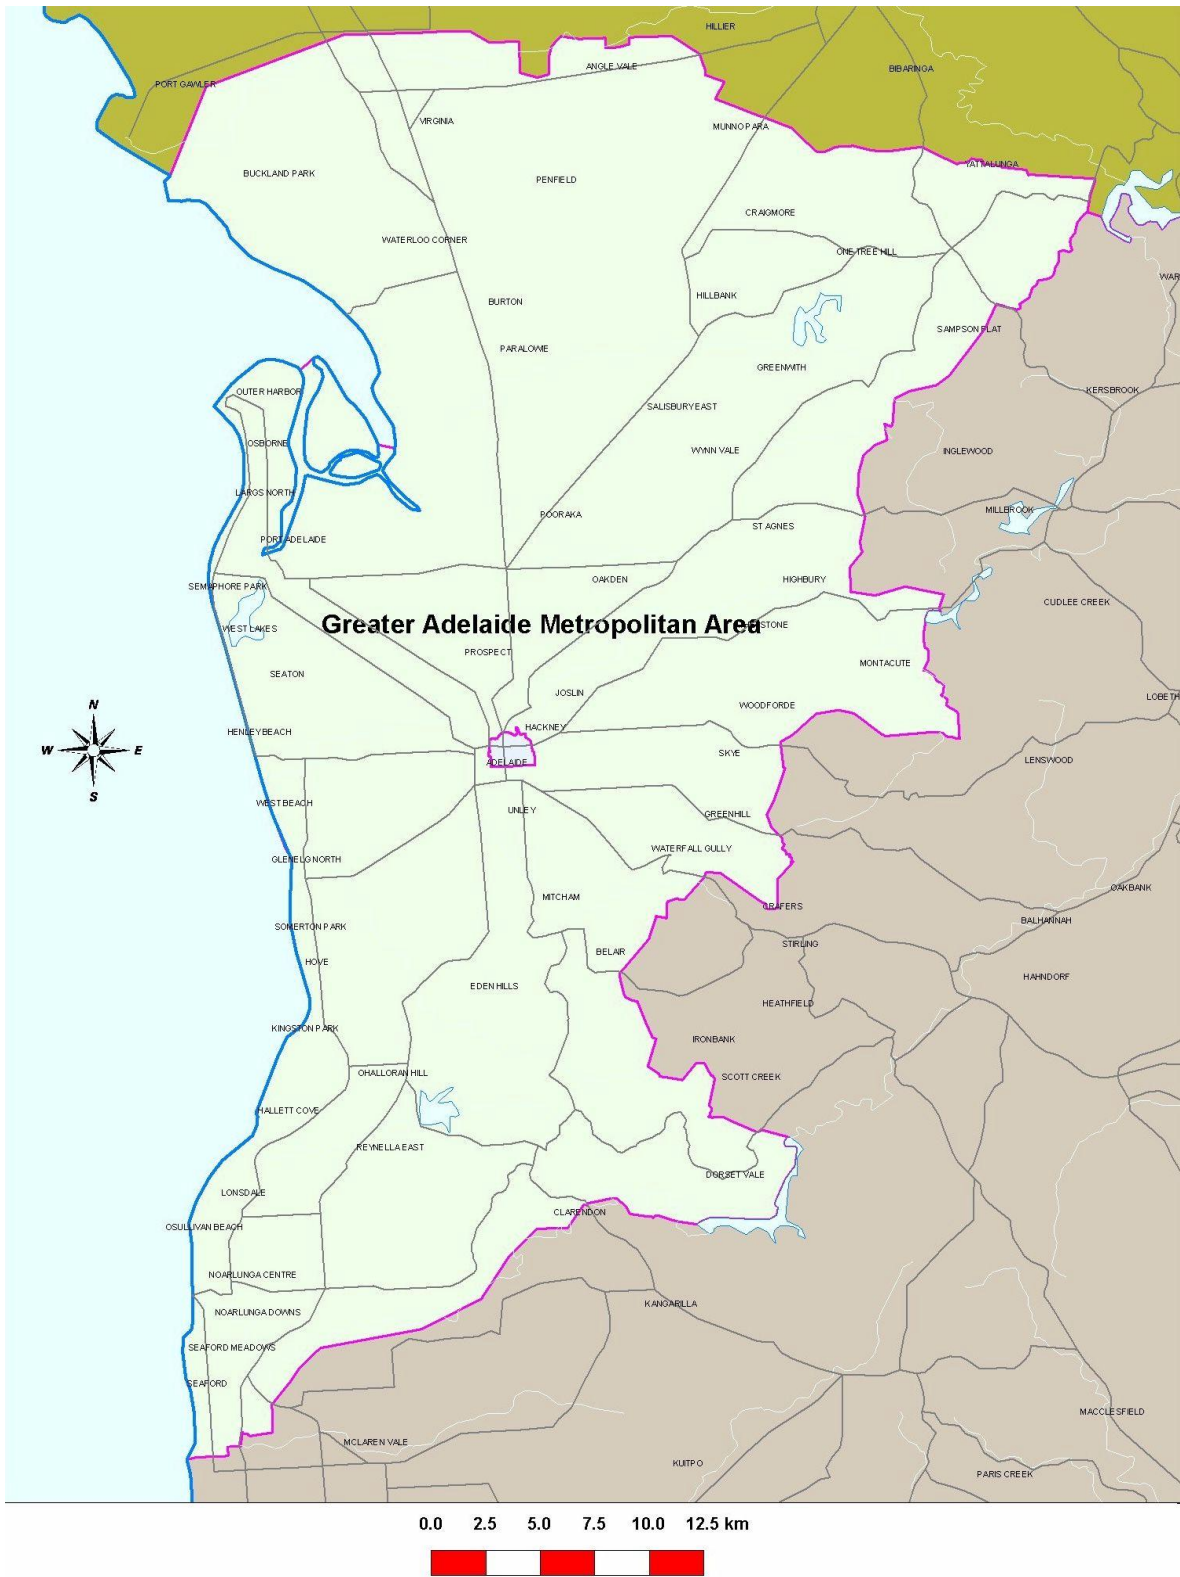 HILLIER
ANGLE VALE
BIBARINGA
PORT GAWLER
VIRGINIA
MUNNO PARA
YATTALUNGA
BUCKLAND PARK
PENFIELD
CRAIGMORE
WATERLOO CORNER
ONE TREE HILL
WAR
BURTON
HILLBANK
SAMPSON FLAT
PARALOWIE
GREENWITH
OUTER HARBOR
KERSBROOK
SALISBURY EAST
OSBORNE
WYNN VALE
INGLEWOOD
LARGS NORTH
MILLBROOK
POORAKA
ST AGNES
PORT ADELAIDE
OAKDEN
HIGHBURY
SEMAPHORE PARK
CUDLEE CREEK
WEST LAKES
Greater Adelaide Metropolitan Area
PROSPECT
MONTACUTE
SEATON
JOSLIN
LOBETH
WOODFORDE
N
HENLEY BEACH
HACKNEY
W E
SKYE
ADELAIDE
LENSWOOD
S
WEST BEACH
UNLEY
GREENHILL
WATERFALL GULLY
GLENELG NORTH
OAKBANK
MITCHAM
CRAFERS
SOMERTON PARK
BALHANNAH
STIRLING
BELAIR
HOVE
HAHNDORF
EDEN HILLS
HEATHFIELD
KINGSTON PARK
IRONBANK
OHALLORAN HILL
SCOTT CREEK
HALLETT COVE
REYNELLA EAST
DORSET VALE
LONSDALE
CLARENDON
OSULLIVAN BEACH
NOARLUNGA CENTRE
KANGARILLA
NOARLUNGA DOWNS
SEAFORD MEADOWS
SEAFORD
MACCLESFIELD
MCLAREN VALE
KUITPO
PARIS CREEK
0.0 2.5 5.0 7.5 10.0 12.5 km